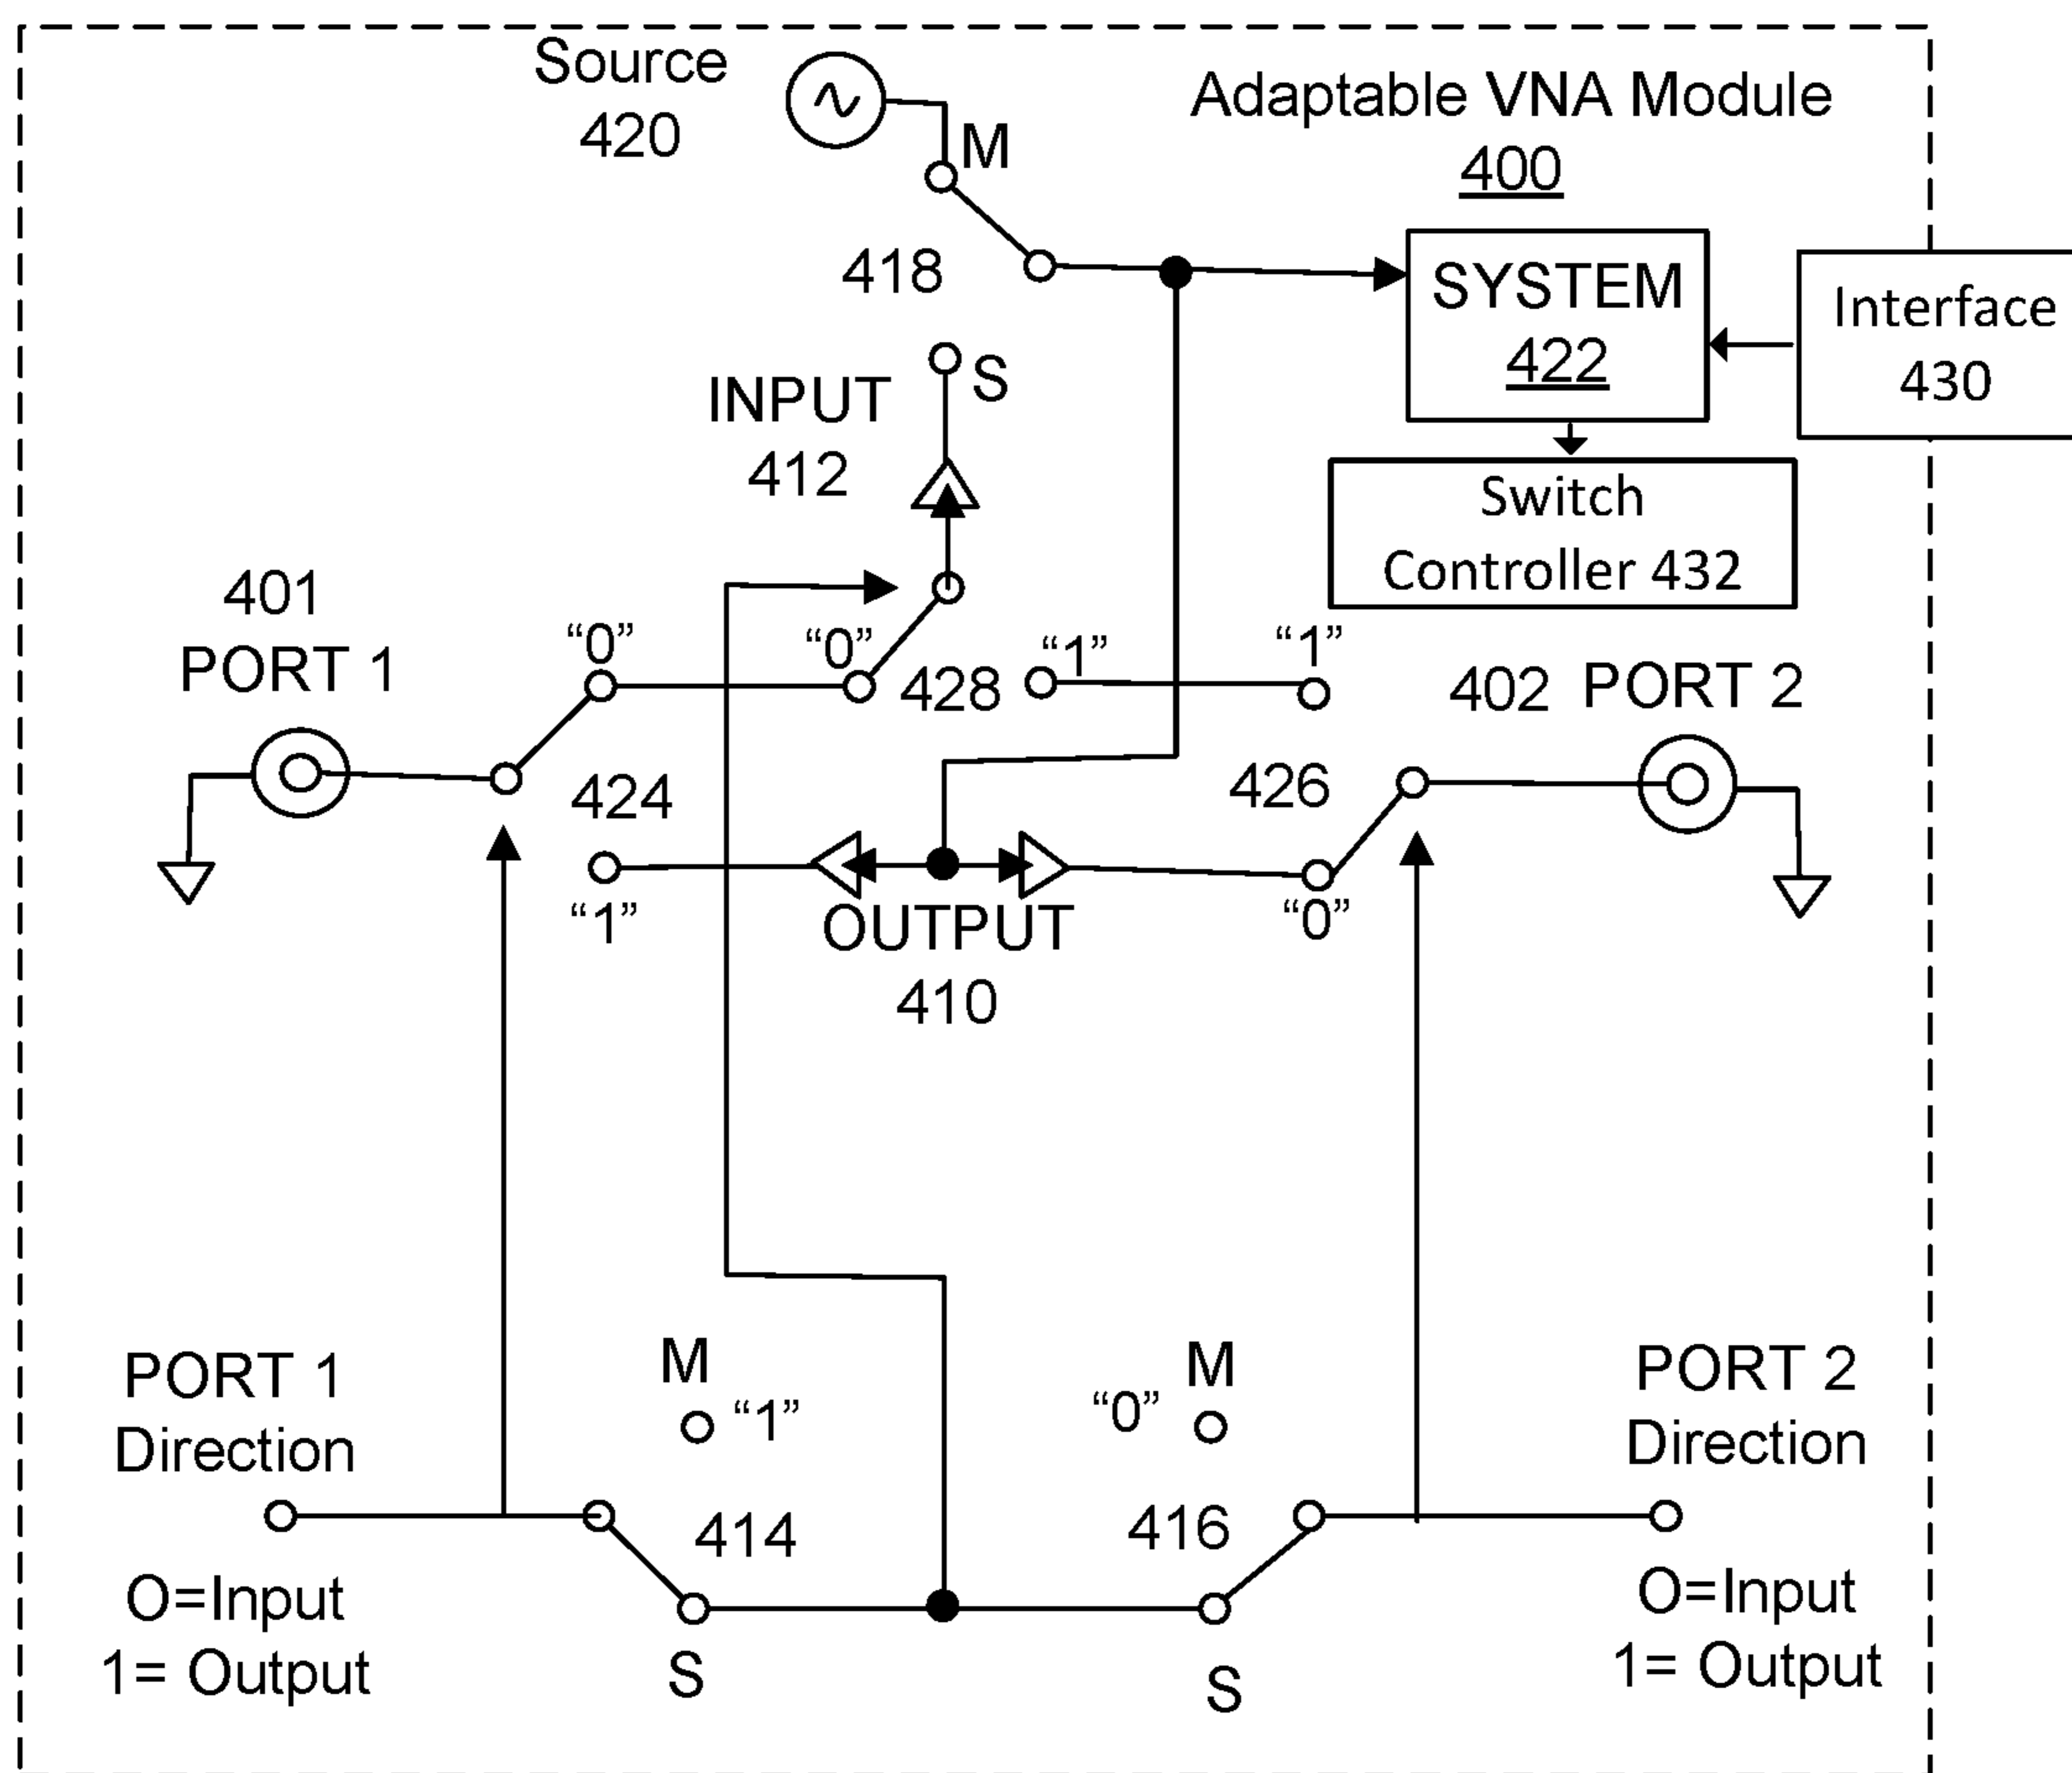 Source
420
Adaptable VNA Module
400
M
418
SYSTEM
422
Interface
430
S
INPUT
412
Switch
Controller 432
401
PORT 1
“0”
“0”
428
“1”
“1”
402 PORT 2
424
426
“1”
OUTPUT
410
“0”
PORT 1
Direction
M
“1”
M
“0”
PORT 2
Direction
414
416
O=Input
1= Output
S
S
O=Input
1= Output